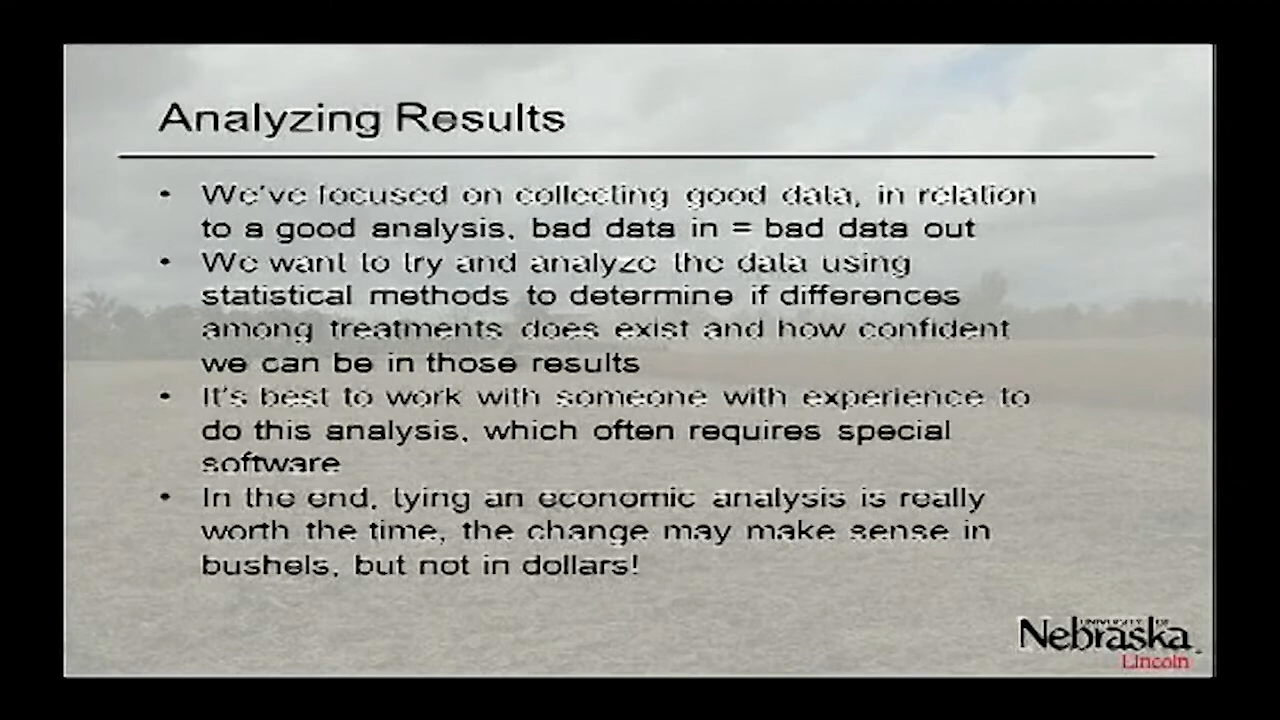 Analyzing Results
• We've focused on collecting good data, in relation
to a good analysis, bad data in = bad data out
• We want to try and analyze the data using
statistical methods to determine if differences
among treatments does exist and how confident
we can be in those results
• It's best to work with someone with experience to
do this analysis, which often requires special
software
• In the end, tying an economic analysis is really
worth the time, the change may make sense in
bushels, but not in dollars!
UNIVERSITY OF
Nebraska
Lincoln